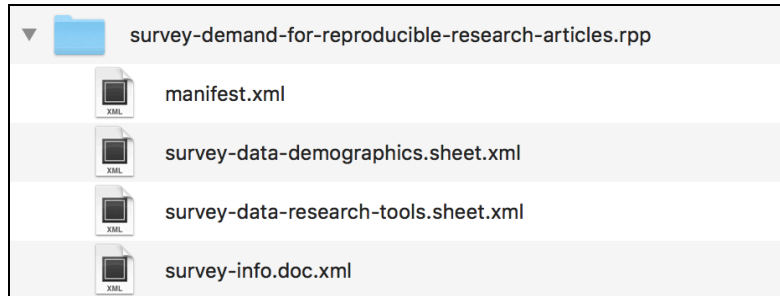 survey-demand-for-reproducible-research-articles.rpp
XML
manifest.xml
XML
survey-data-demographics.sheet.xml
XML
survey-data-research-tools.sheet.xml
XML
survey-info.doc.xml